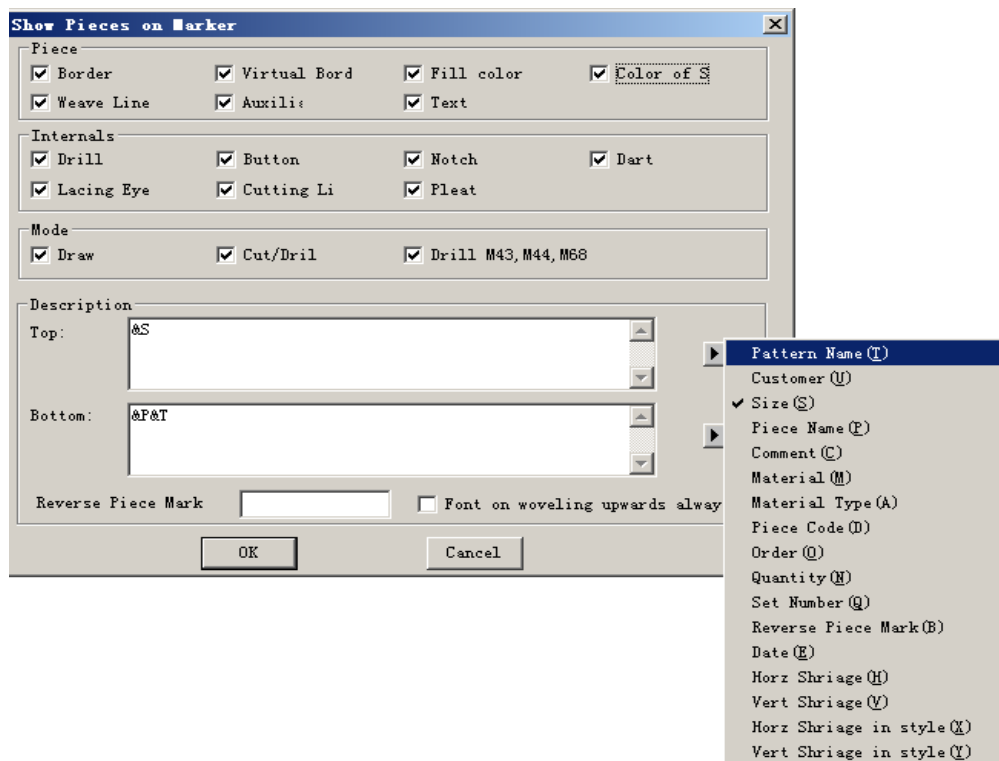 Show Pieces on Marker
Piece
Border Virtual Bord Fill color Color of S
Weave Line Auxilia Text
Internals
Drill Button Notch Dart
Lacing Eye Cutting Li Pleat
Mode
Draw Cut/Dril Drill M43,M44,M68
Description
Top: &S
Bottom: &P&T
Reverse Piece Mark Font on woveling upwards alway
OK Cancel
Pattern Name(T)
Customer(U)
Size(S)
Piece Name(P)
Comment(C)
Material(M)
Material Type(A)
Piece Code(D)
Order(O)
Quantity(N)
Set Number(Q)
Reverse Piece Mark(B)
Date(E)
Horz Shriage(H)
Vert Shriage(V)
Horz Shriage in style(X)
Vert Shriage in style(Y)